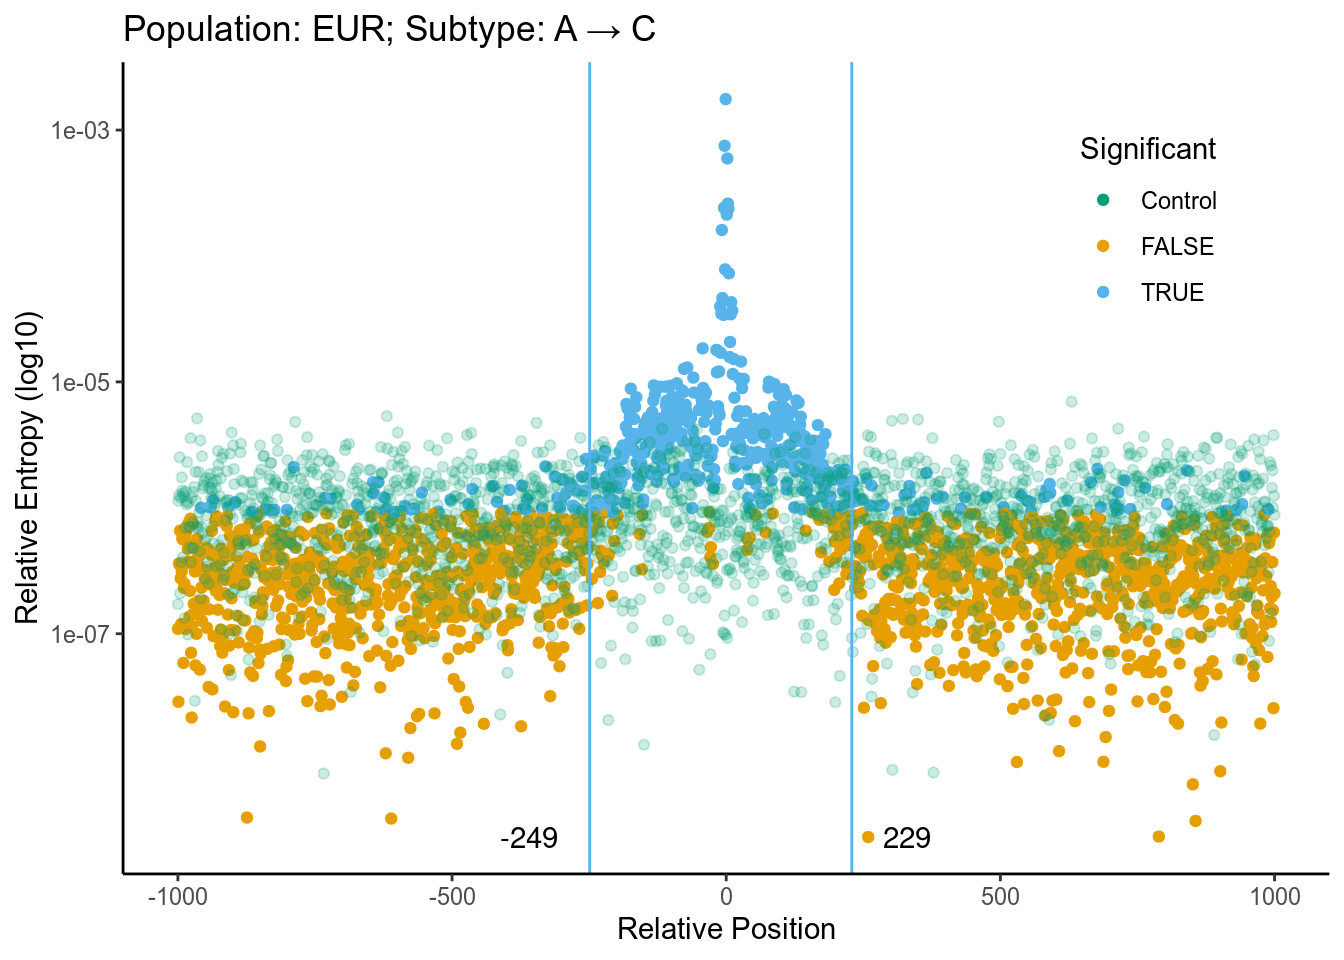 Population: EUR; Subtype: A → C
Relative Entropy (log10)
1e-03
1e-05
1e-07
Significant
Control
FALSE
TRUE
-249
229
-1000
-500
0
500
1000
Relative Position